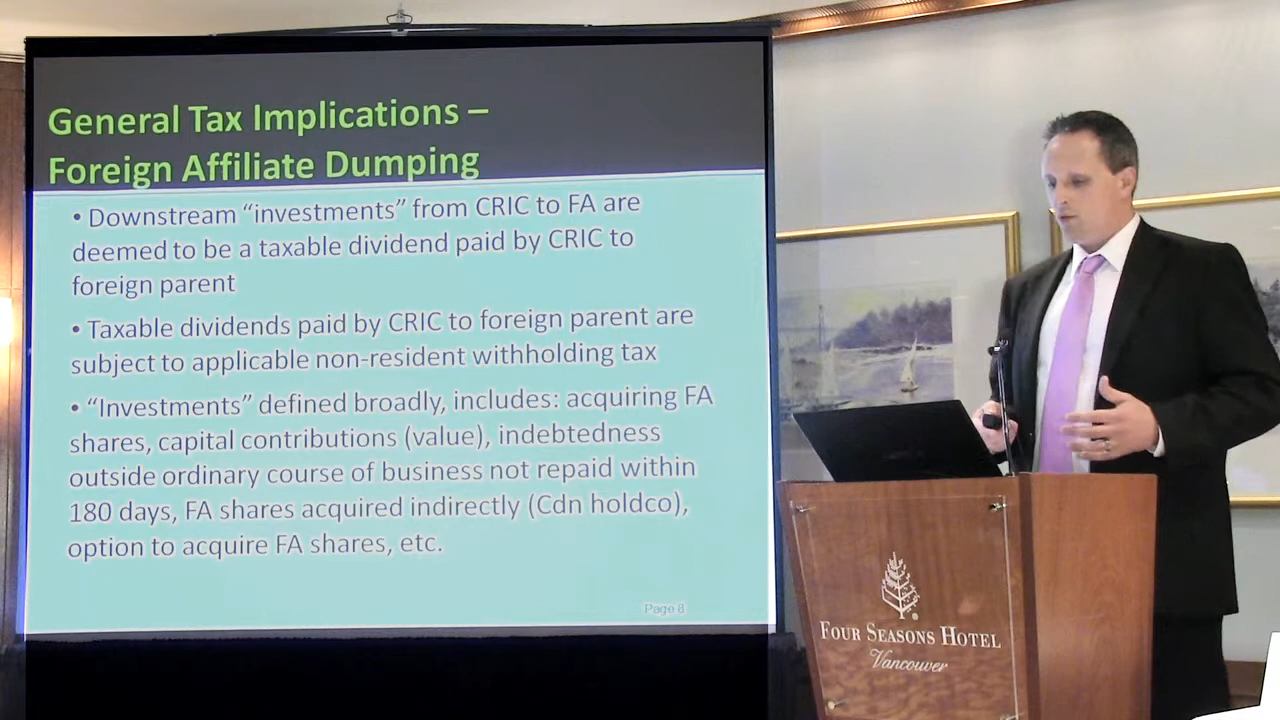 General Tax Implications –
Foreign Affiliate Dumping
• Downstream “investments” from CRIC to FA are
deemed to be a taxable dividend paid by CRIC to
foreign parent
• Taxable dividends paid by CRIC to foreign parent are
subject to applicable non-resident withholding tax
• “Investments” defined broadly, includes: acquiring FA
shares, capital contributions (value), indebtedness
outside ordinary course of business not repaid within
180 days, FA shares acquired indirectly (Cdn holdco),
option to acquire FA shares, etc.
Page 8
FOUR SEASONS HOTEL
Vancouver